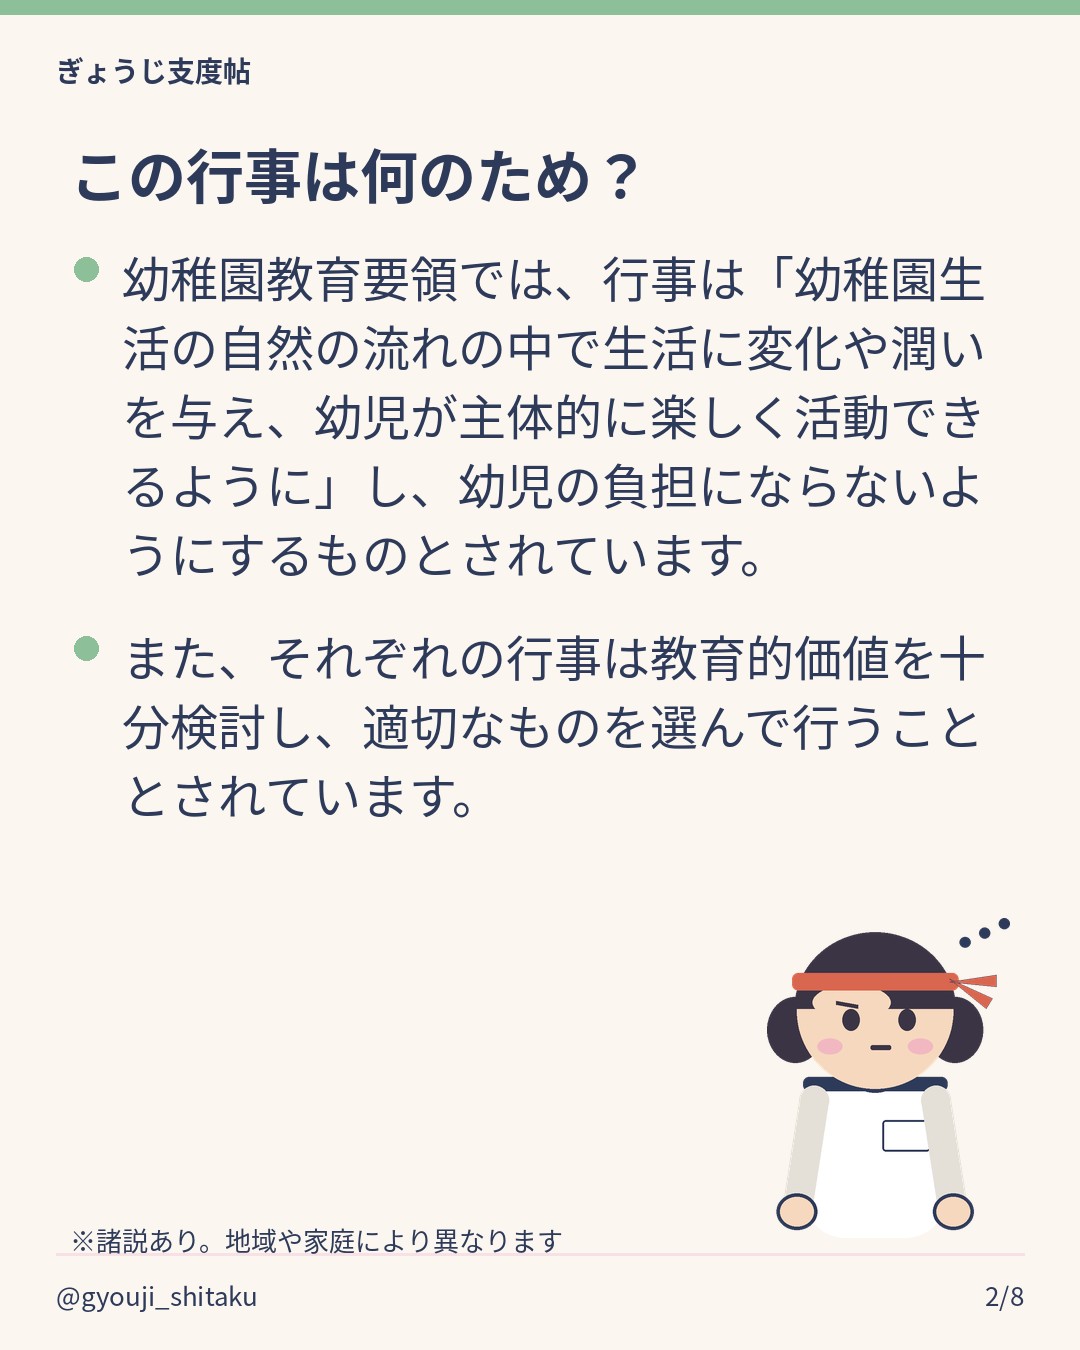 ぎょうじ支度帖
この行事は何のため？
幼稚園教育要領では、行事は「幼稚園生
活の自然の流れの中で生活に変化や潤い
を与え、幼児が主体的に楽しく活動でき
るように」し、幼児の負担にならないよ
うにするものとされています。
また、それぞれの行事は教育的価値を十
分検討し、適切なものを選んで行うこと
とされています。
※諸説あり。地域や家庭により異なります
@gyouji_shitaku
2/8